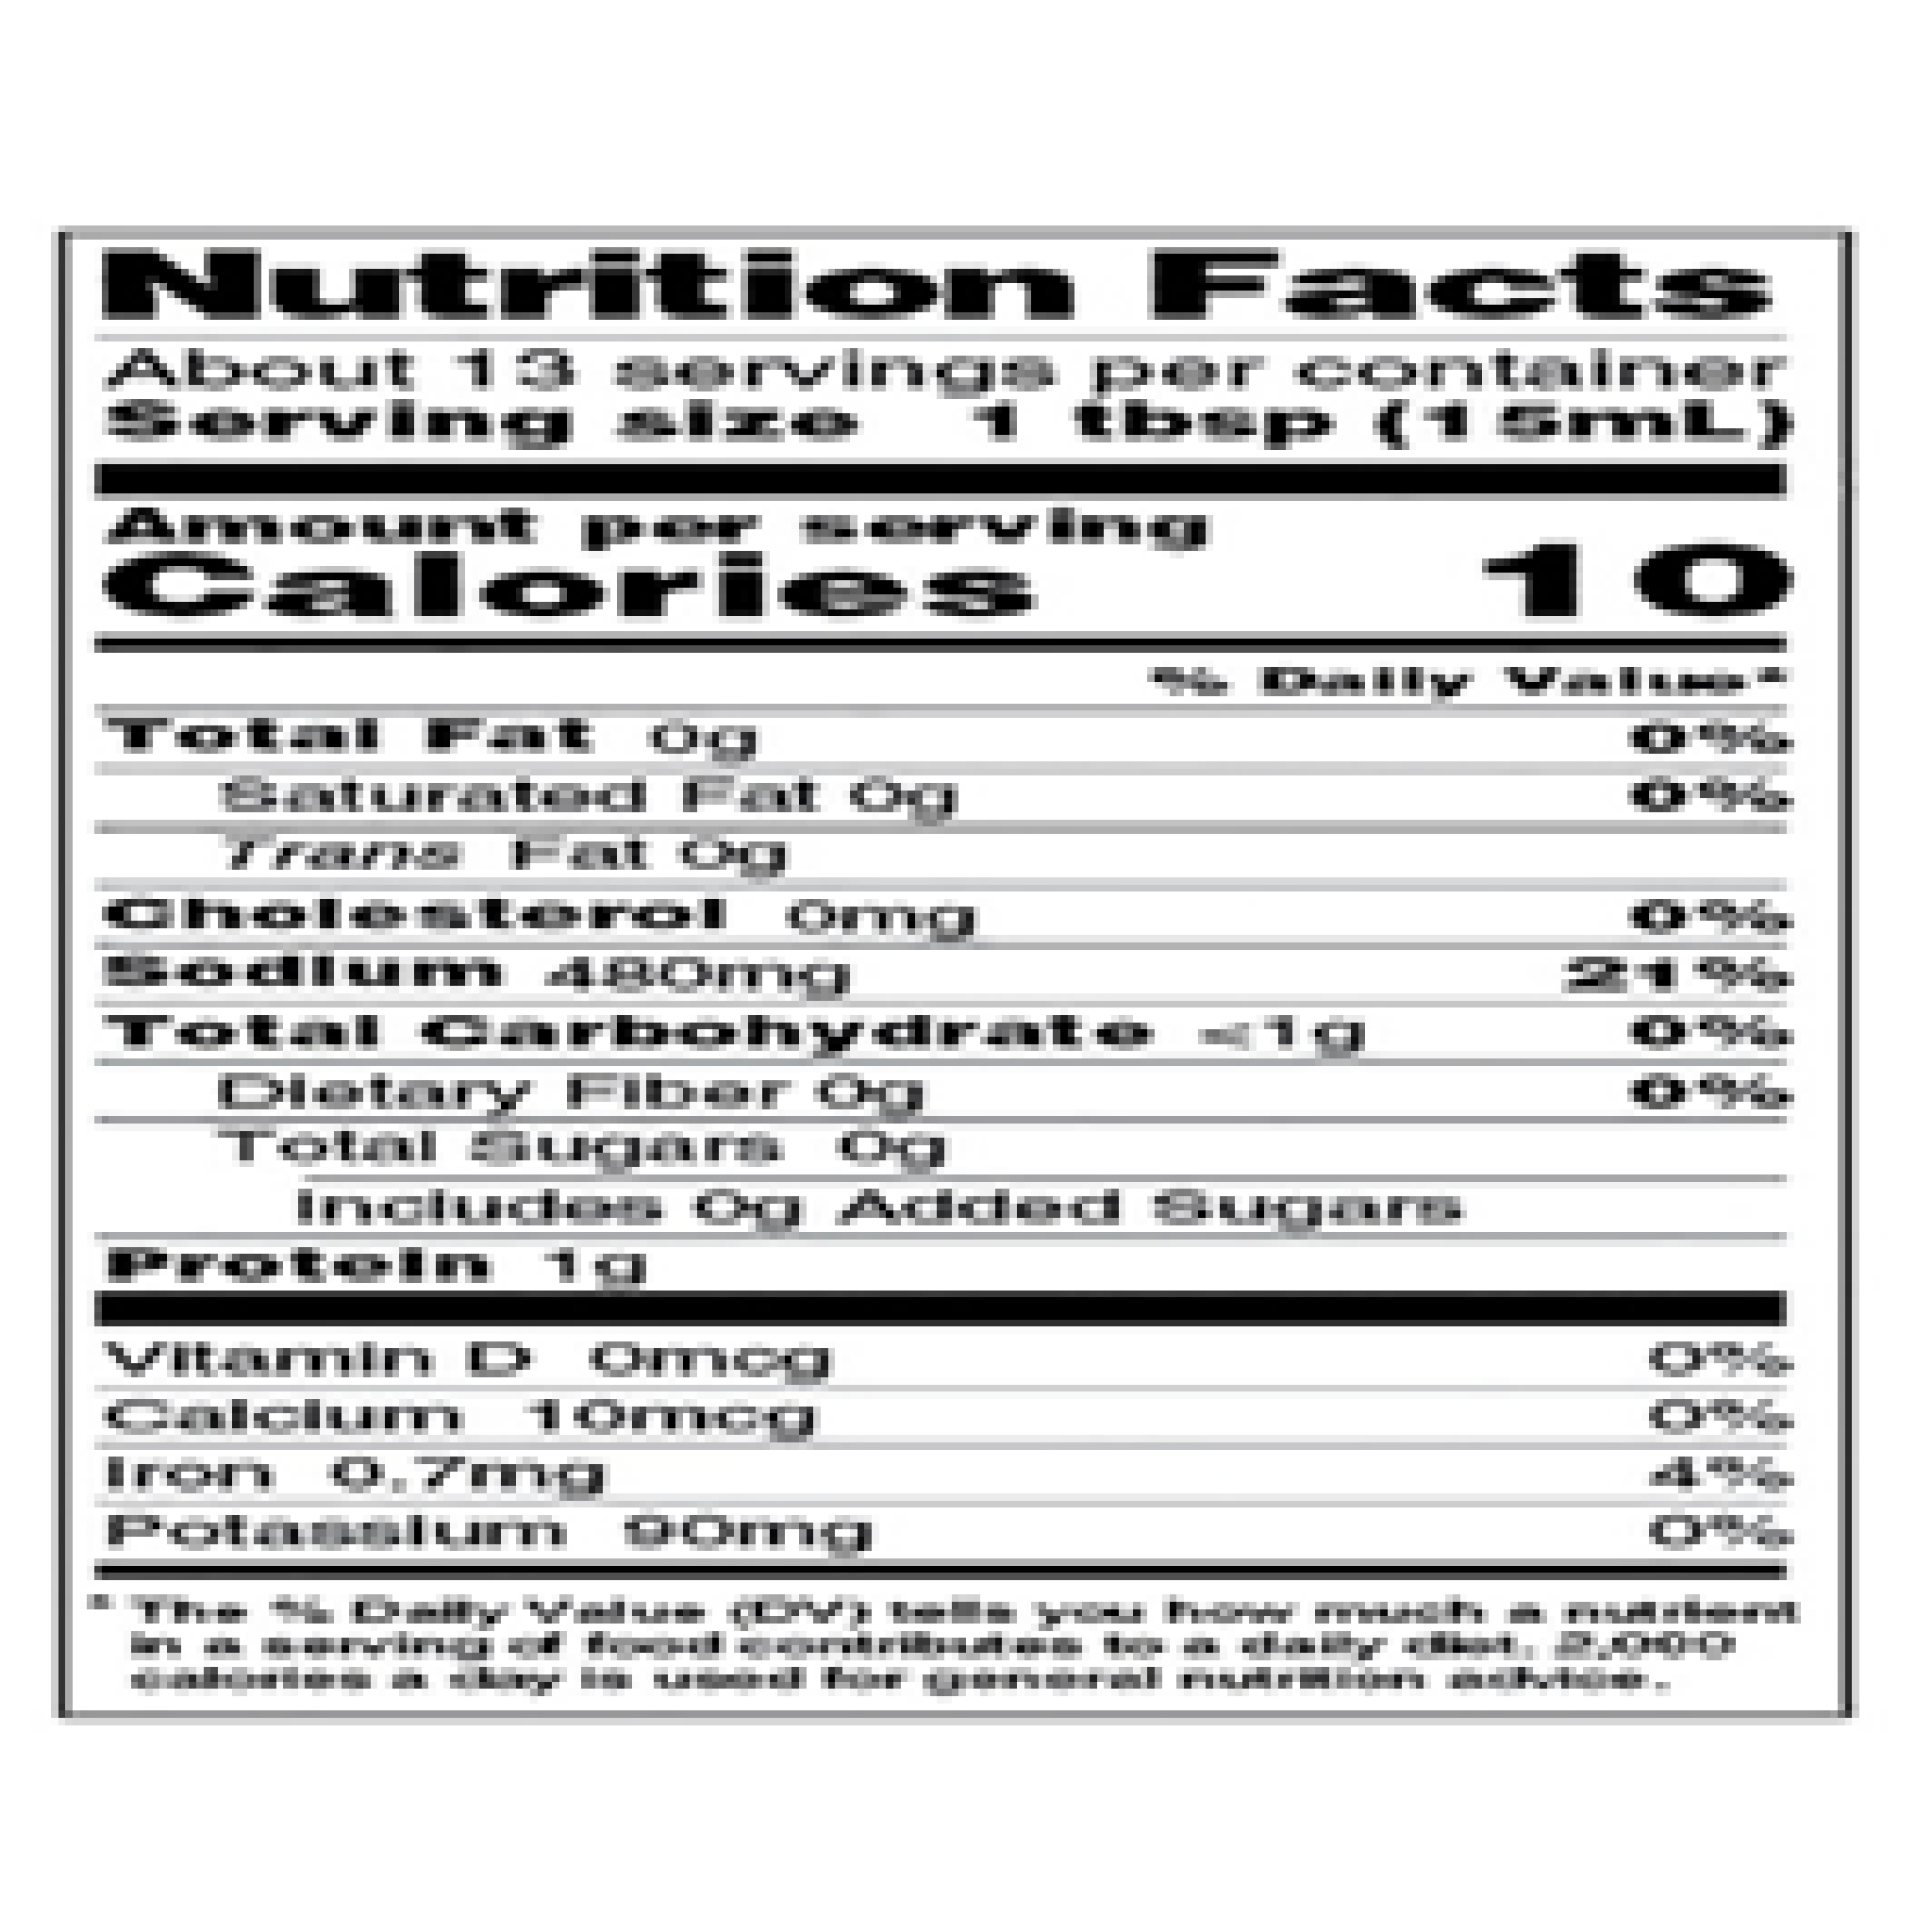 Nutrition Facts
About 13 servings per container
Serving size 1 tbsp (15mL)
Amount per serving
Calories 10
% Daily Value*
Total Fat 0g 0%
Saturated Fat 0g 0%
Trans Fat 0g
Cholesterol 0mg 0%
Sodium 480mg 21%
Total Carbohydrate <1g 0%
Dietary Fiber 0g 0%
Total Sugars 0g
Includes 0g Added Sugars
Protein 1g
Vitamin D 0mcg 0%
Calcium 10mcg 0%
Iron 0.7mg 4%
Potassium 90mg 0%
* The % Daily Value (DV) tells you how much a nutrient
in a serving of food contributes to a daily diet. 2,000
calories a day is used for general nutrition advice.